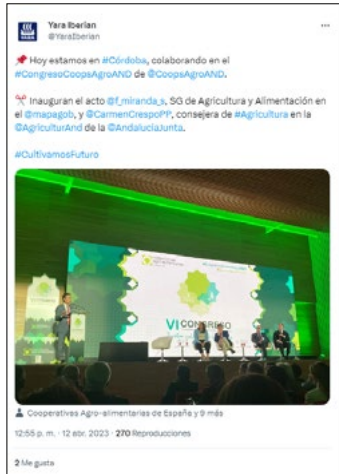 Yara Iberian
@YaraIberian
Hoy estamos en #Córdoba, colaborando en el
#CongresoCoopsAgroAND de @CoopsAgroAND.
Inauguran el acto @f_miranda_s, SG de Agricultura y Alimentación en
el @mapagob, y @CarmenCrespoPP, consejera de #Agricultura en la
@AgriculturAnd de la @AndaluciaJunta.
#CultivamosFuturo
VI CONGRESO
Cooperativas Agro-alimentarias de España y 9 más
12:55 p. m. · 12 abr. 2023 · 270 Reproducciones
2 Me gusta